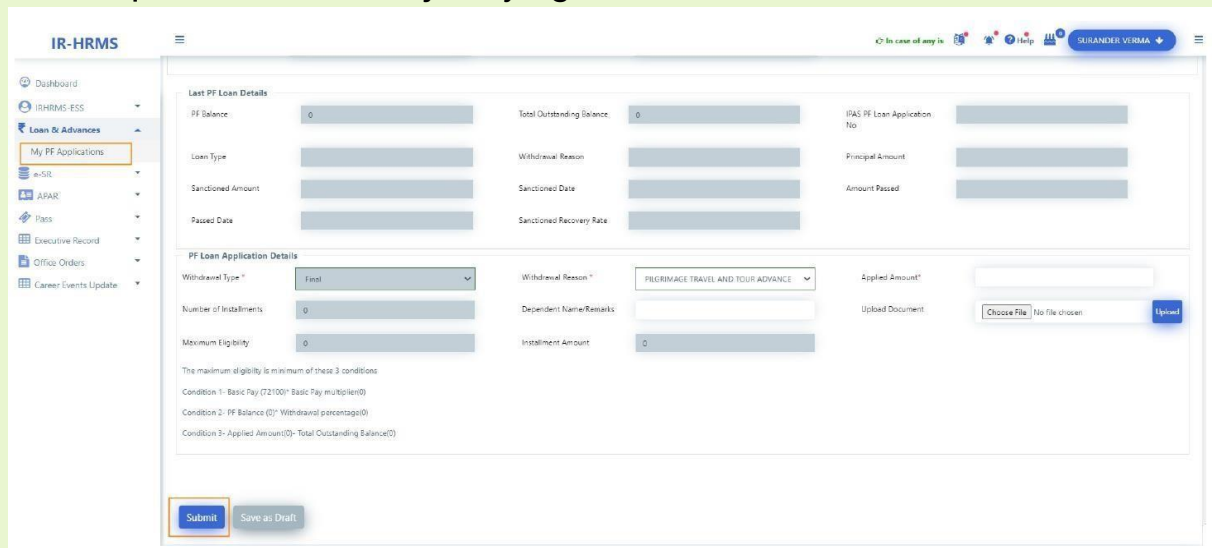 IR-HRMS
In case of any is
Help
0
SURANDER VERMA
Dashboard
IRHRMS-ESS
Loan & Advances
My PF Applications
e-SR
APAR
Pass
Executive Record
Office Orders
Career Events Update
Last PF Loan Details
PF Balance 0 Total Outstanding Balance 0 IPAS PF Loan Application
No
Loan Type Withdrawal Reason Principal Amount
Sanctioned Amount Sanctioned Date Amount Passed
Passed Date Sanctioned Recovery Rate
PF Loan Application Details
Withdrawal Type * Final Withdrawal Reason * PILGRIMAGE TRAVEL AND TOUR ADVANCE Applied Amount*
Number of Installments 0 Dependent Name/Remarks Upload Document Choose File No file chosen Upload
Maximum Eligibility 0 Installment Amount 0
The maximum eligibilty is minimum of these 3 conditions
Condition 1- Basic Pay (72100)* Basic Pay multiplier(0)
Condition 2- PF Balance (0)* Withdrawal percentage(0)
Condition 3- Applied Amount(0)- Total Outstanding Balance(0)
Submit Save as Draft